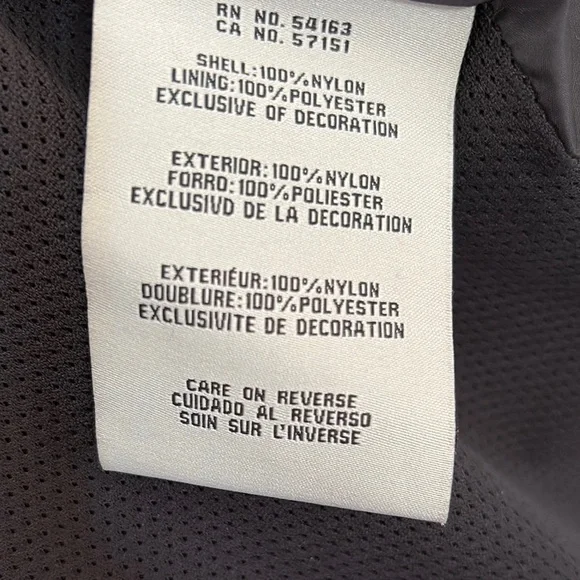 RN NO. 54163
CA NO. 57151
SHELL:100%NYLON
LINING:100%POLYESTER
EXCLUSIVE OF DECORATION
EXTERIOR:100%NYLON
FORRO:100%POLIESTER
EXCLUSIVD DE LA DECORATION
EXTERIÉUR:100%NYLON
DOUBLURE:100%POLYESTER
EXCLUSIVITE DE DECORATION
CARE ON REVERSE
CUIDADO AL REVERSO
SOIN SUR L'INVERSE